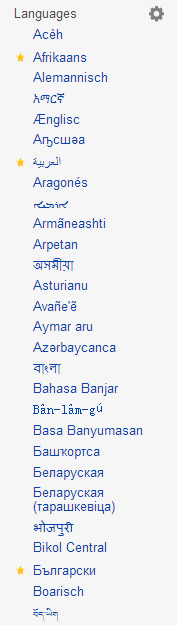 Languages
Acèh
Afrikaans
Alemannisch
አማርኛ
Ænglisc
Аҧсшәа
العربية
Aragonés
ܐܪܡܝܐ
Armãneashti
Arpetan
অসমীয়া
Asturianu
Avañe'ẽ
Aymar aru
Azərbaycanca
বাংলা
Bahasa Banjar
Bân-lâm-gú
Basa Banyumasan
Башҡортса
Беларуская
Беларуская
(тарашкевіца)
भोजपुरी
Bikol Central
Български
Boarisch
བོད་ཡིག